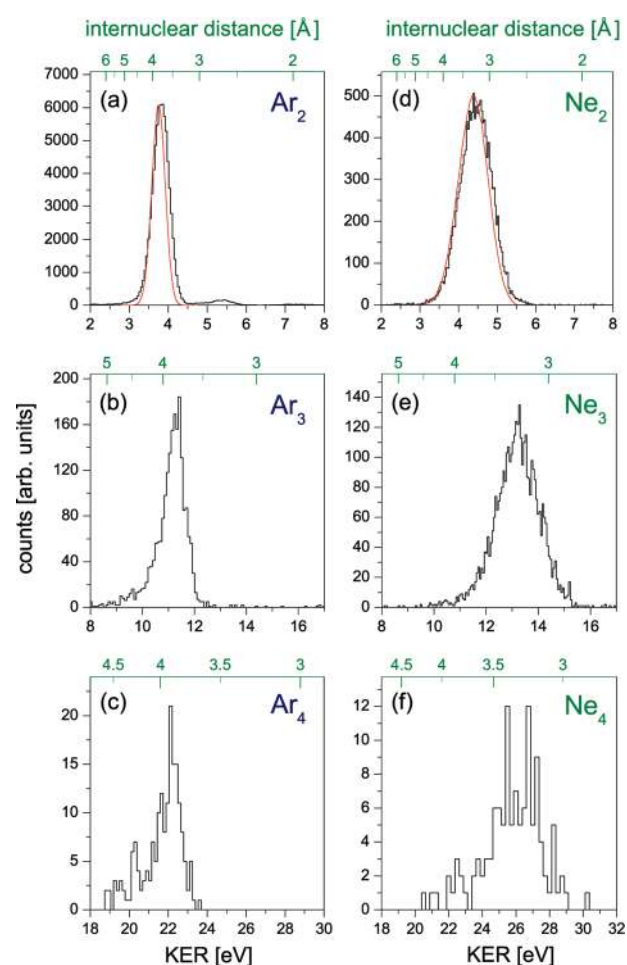 internuclear distance [Å] internuclear distance [Å]
6 5 4 3 2 6 5 4 3 2
7000 (a) Ar2 500 (d) Ne2
6000
5000 400
4000 300
3000 200
2000
1000 100
0 0
2 3 4 5 6 7 8 2 3 4 5 6 7 8
5 4 3 5 4 3
200 (b) Ar3 140 (e) Ne3
160 120
120 100
80 80
60
40 40
20
0 0
8 10 12 14 16 8 10 12 14 16
counts [arb. units]
4.5 4 3.5 3 4.5 4 3.5 3
(c) Ar4 (f) Ne4
20 12
15 10
8
10 6
5 4
2
0 0
18 20 22 24 26 28 30 18 20 22 24 26 28 30 32
KER [eV] KER [eV]